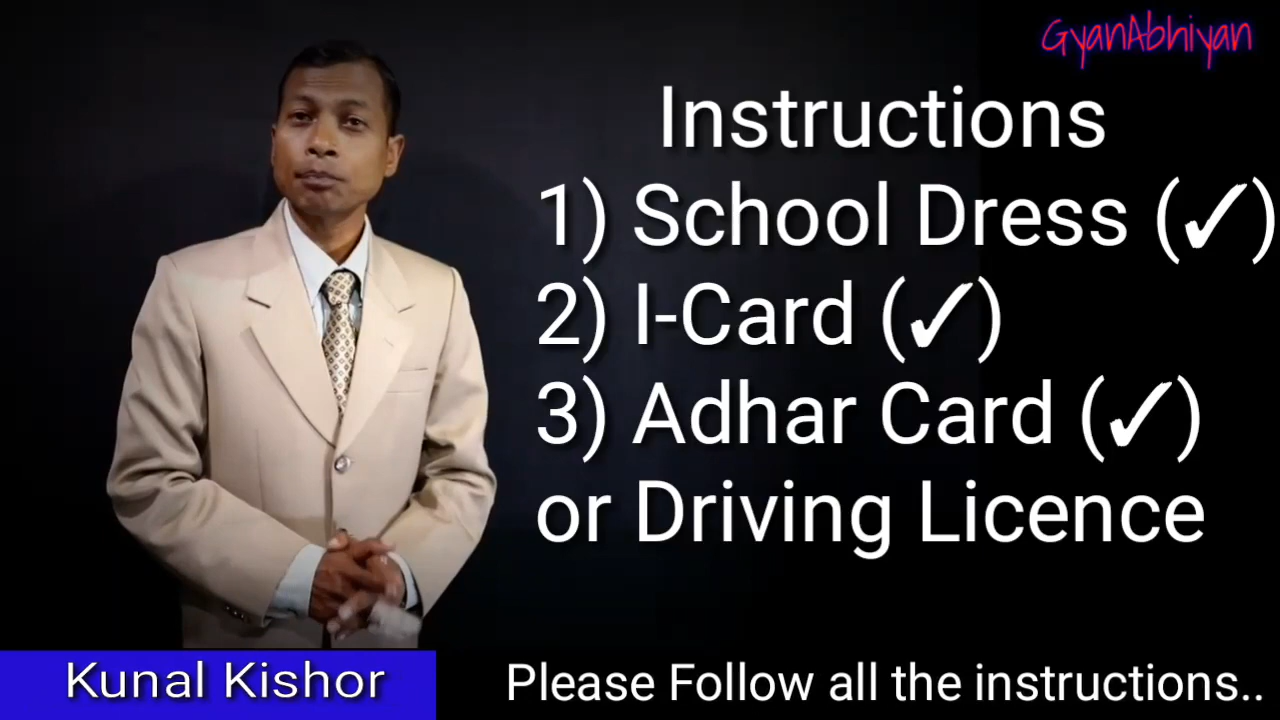 GyanAbhiyan
Instructions
1) School Dress (✓)
2) I-Card (✓)
3) Adhar Card (✓)
or Driving Licence
Kunal Kishor
Please Follow all the instructions..